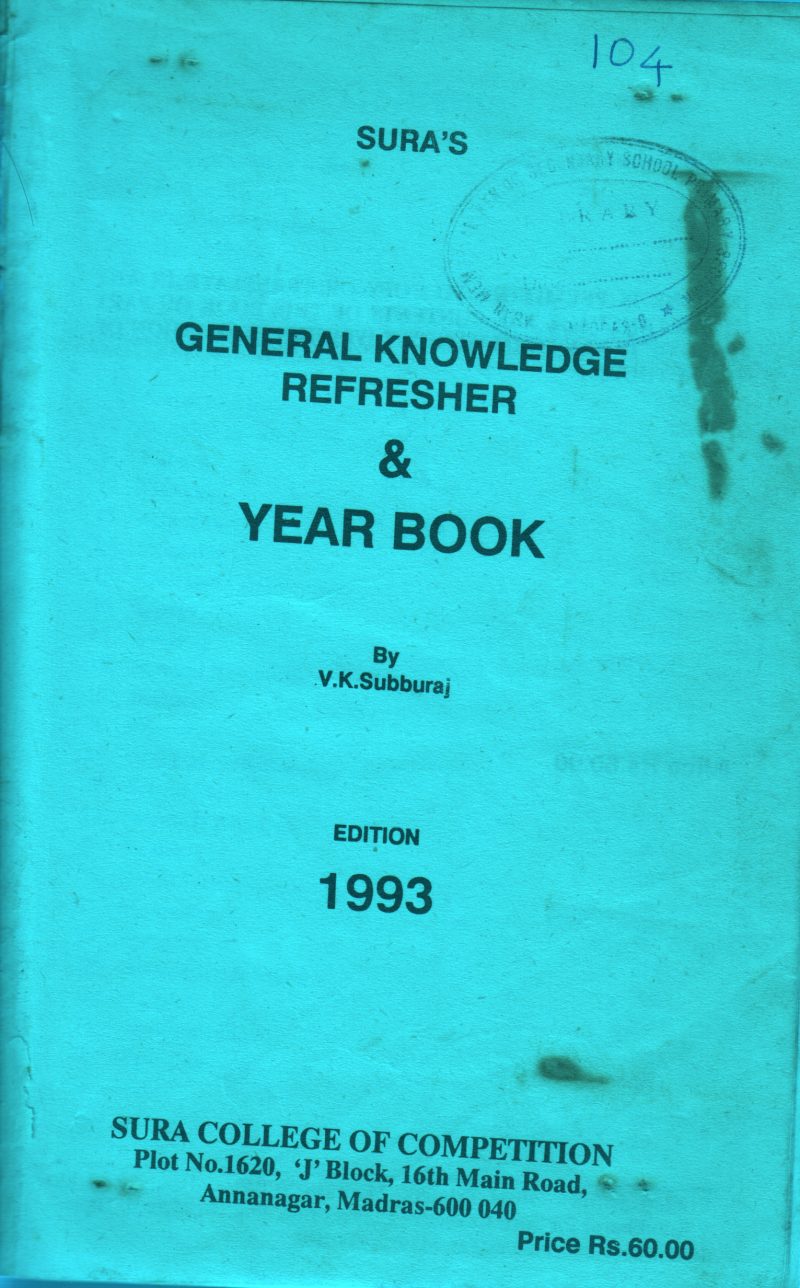 104
SURA'S
SCHOOL
GENERAL KNOWLEDGE
REFRESHER
&
YEAR BOOK
By
V.K.Subburaj
EDITION
1993
SURA COLLEGE OF COMPETITION
Plot No.1620, 'J' Block, 16th Main Road,
Annanagar, Madras-600 040
Price Rs.60.00